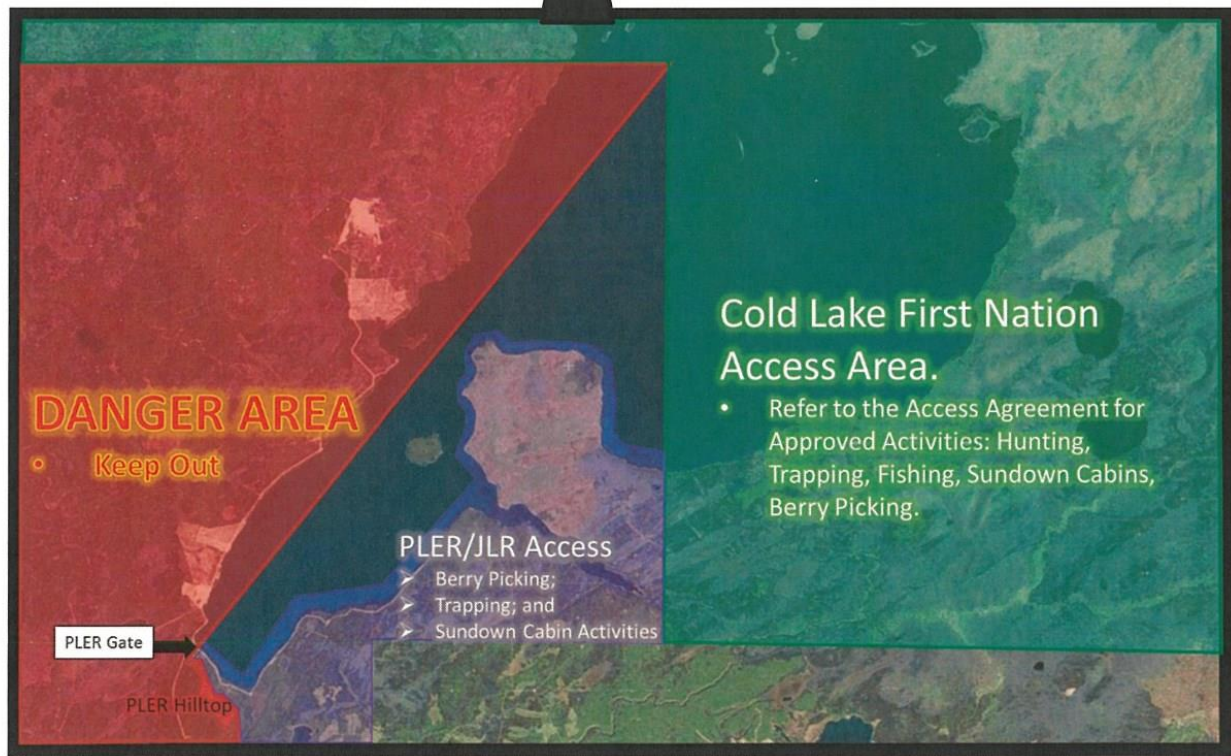 Cold Lake First Nation
Access Area.
• Refer to the Access Agreement for
Approved Activities: Hunting,
Trapping, Fishing, Sundown Cabins,
Berry Picking.
DANGER AREA
• Keep Out
PLER/JLR Access
➢ Berry Picking;
➢ Trapping; and
➢ Sundown Cabin Activities
PLER Gate
PLER Hilltop